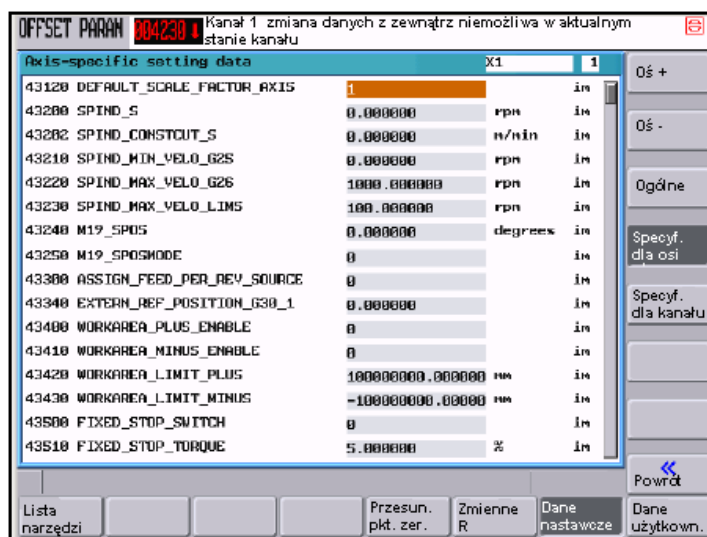 OFFSET PARAM 004230 Kanał 1 zmiana danych z zewnątrz niemożliwa w aktualnym
stanie kanału
Axis-specific setting data X1 1
43120 DEFAULT_SCALE_FACTOR_AXIS 1 im
43200 SPIND_S 0.000000 rpm im
43202 SPIND_CONSTCUT_S 0.000000 m/min im
43210 SPIND_MIN_VELO_G25 0.000000 rpm im
43220 SPIND_MAX_VELO_G26 1000.000000 rpm im
43230 SPIND_MAX_VELO_LIMS 100.000000 rpm im
43240 M19_SPOS 0.000000 degrees im
43250 M19_SPOSMODE 0 im
43300 ASSIGN_FEED_PER_REV_SOURCE 0 im
43340 EXTERN_REF_POSITION_G30_1 0.000000 im
43400 WORKAREA_PLUS_ENABLE 0 im
43410 WORKAREA_MINUS_ENABLE 0 im
43420 WORKAREA_LIMIT_PLUS 100000000.000000 mm im
43430 WORKAREA_LIMIT_MINUS -100000000.00000 mm im
43500 FIXED_STOP_SWITCH 0 im
43510 FIXED_STOP_TORQUE 5.000000 % im
Oś +
Oś -
Ogólne
Specyf.
dla osi
Specyf.
dla kanału
Powrót
Lista
narzędzi
Przesun.
pkt. zer.
Zmienne
R
Dane
nastawcze
Dane
użytkown.